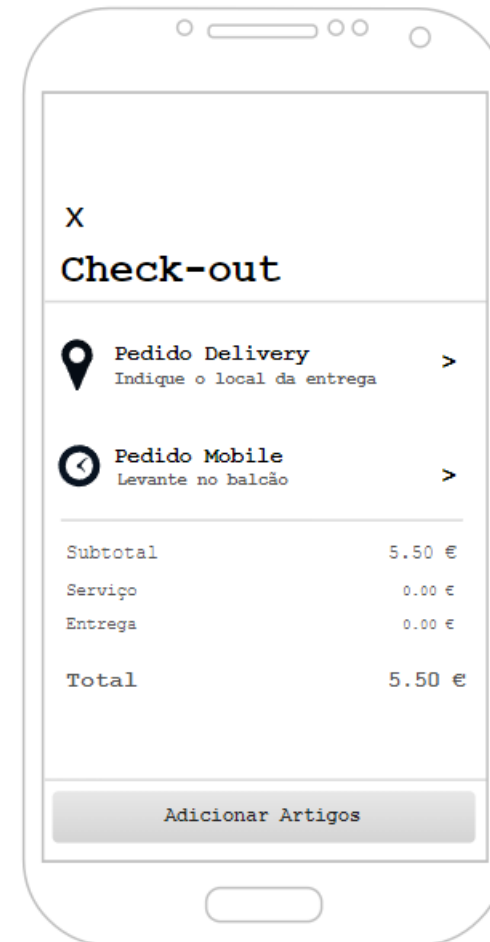 X
Check-out
Pedido Delivery
Indique o local da entrega
>
Pedido Mobile
Levante no balcão
>
Subtotal 5.50 €
Serviço 0.00 €
Entrega 0.00 €
Total 5.50 €
Adicionar Artigos